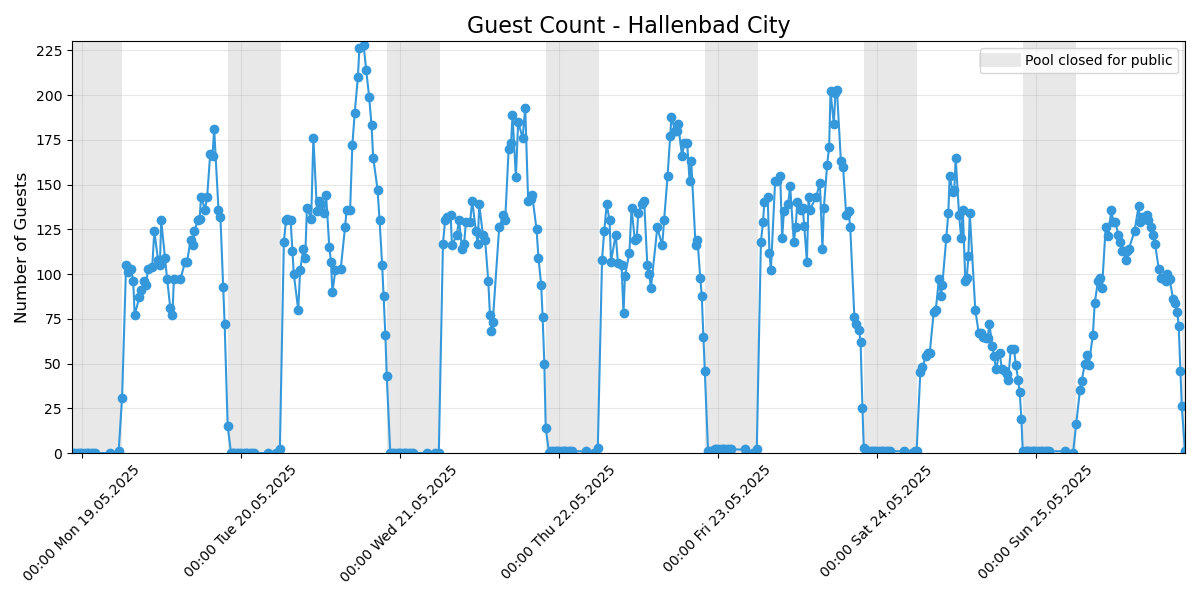 Guest Count - Hallenbad City
Pool closed for public
Number of Guests
225
200
175
150
125
100
75
50
25
0
00:00 Mon 19.05.2025
00:00 Tue 20.05.2025
00:00 Wed 21.05.2025
00:00 Thu 22.05.2025
00:00 Fri 23.05.2025
00:00 Sat 24.05.2025
00:00 Sun 25.05.2025